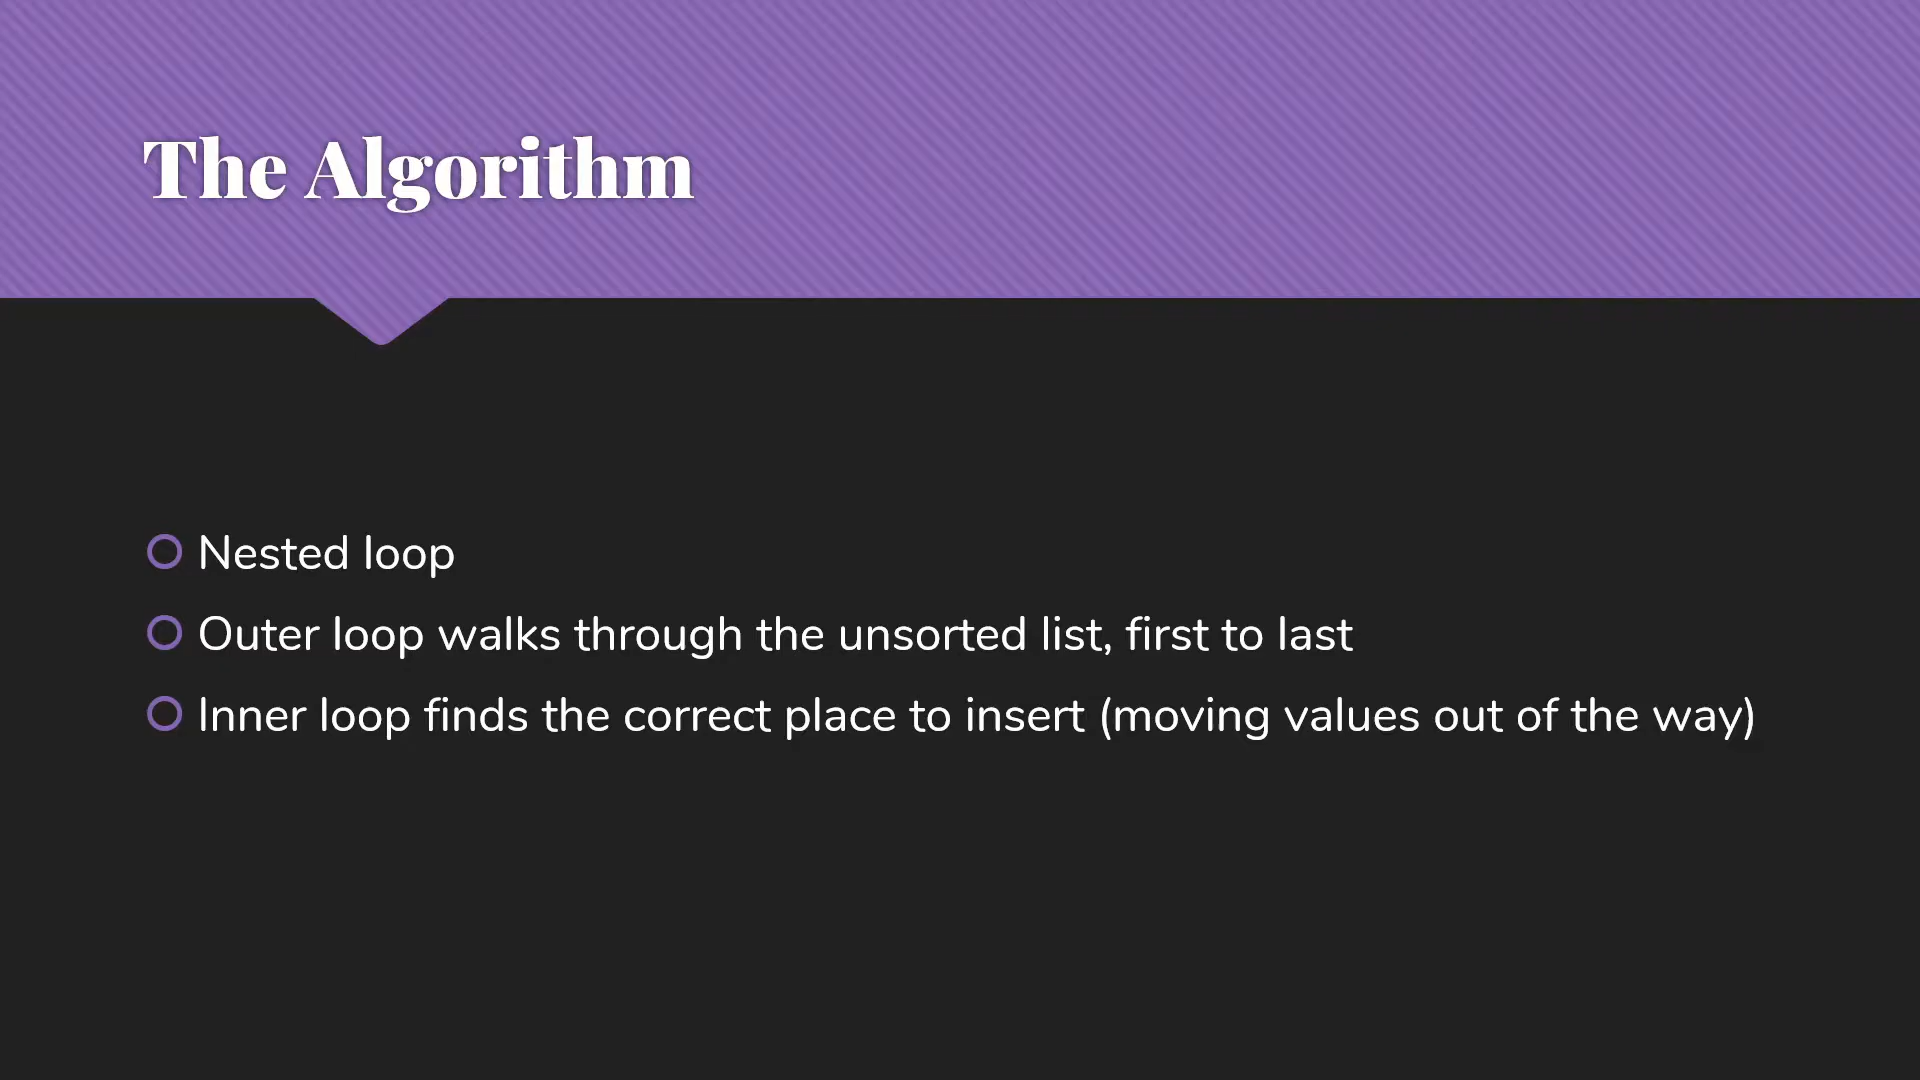 The Algorithm
Nested loop
Outer loop walks through the unsorted list, first to last
Inner loop finds the correct place to insert (moving values out of the way)